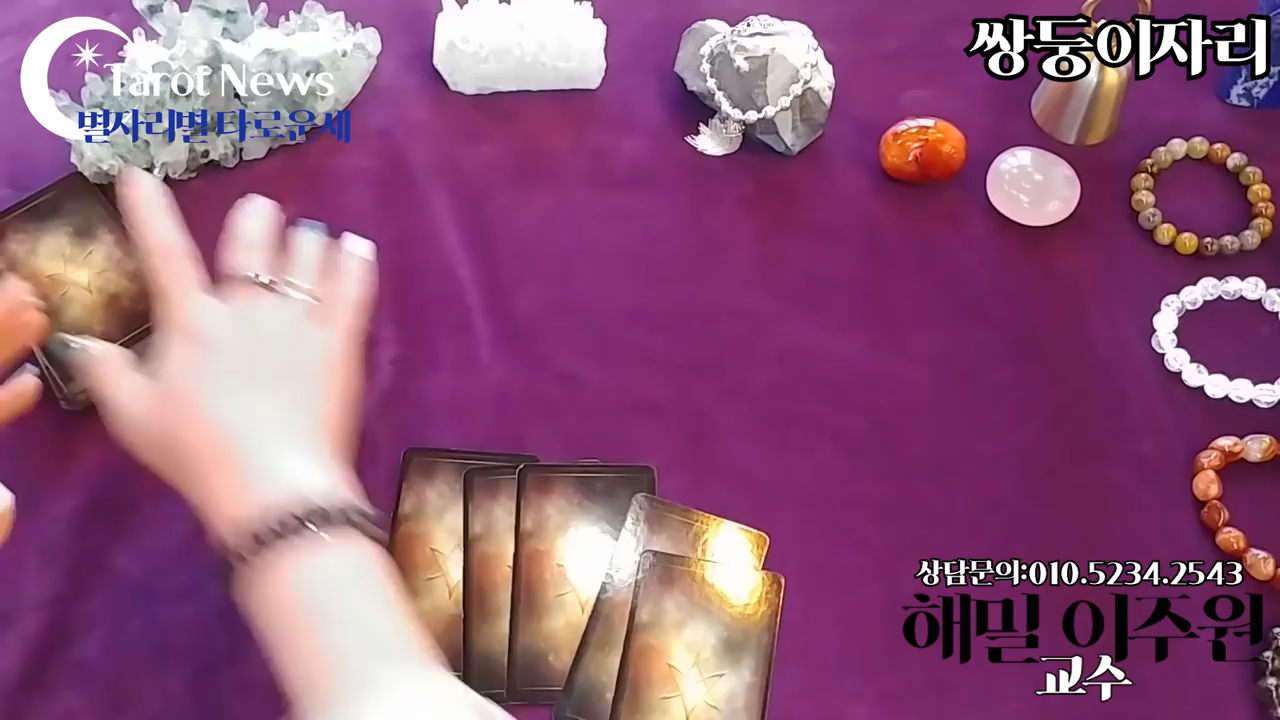 Tarot News
별자리별 타로운세
쌍둥이자리
상담문의:010.5234.2543
해밀 이주원
교수